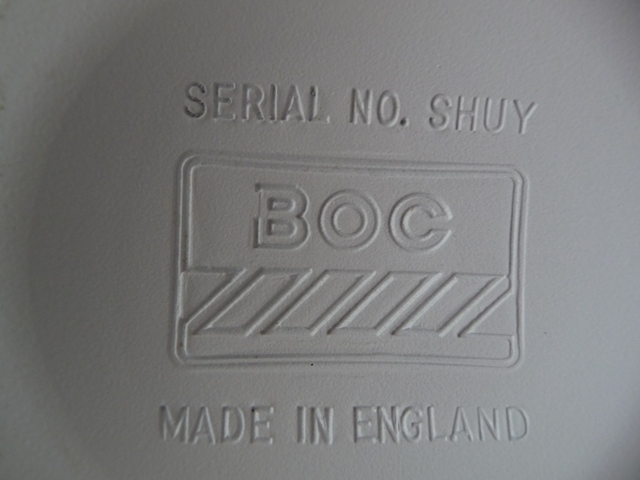 SERIAL NO. SHUY
BOC
MADE IN ENGLAND